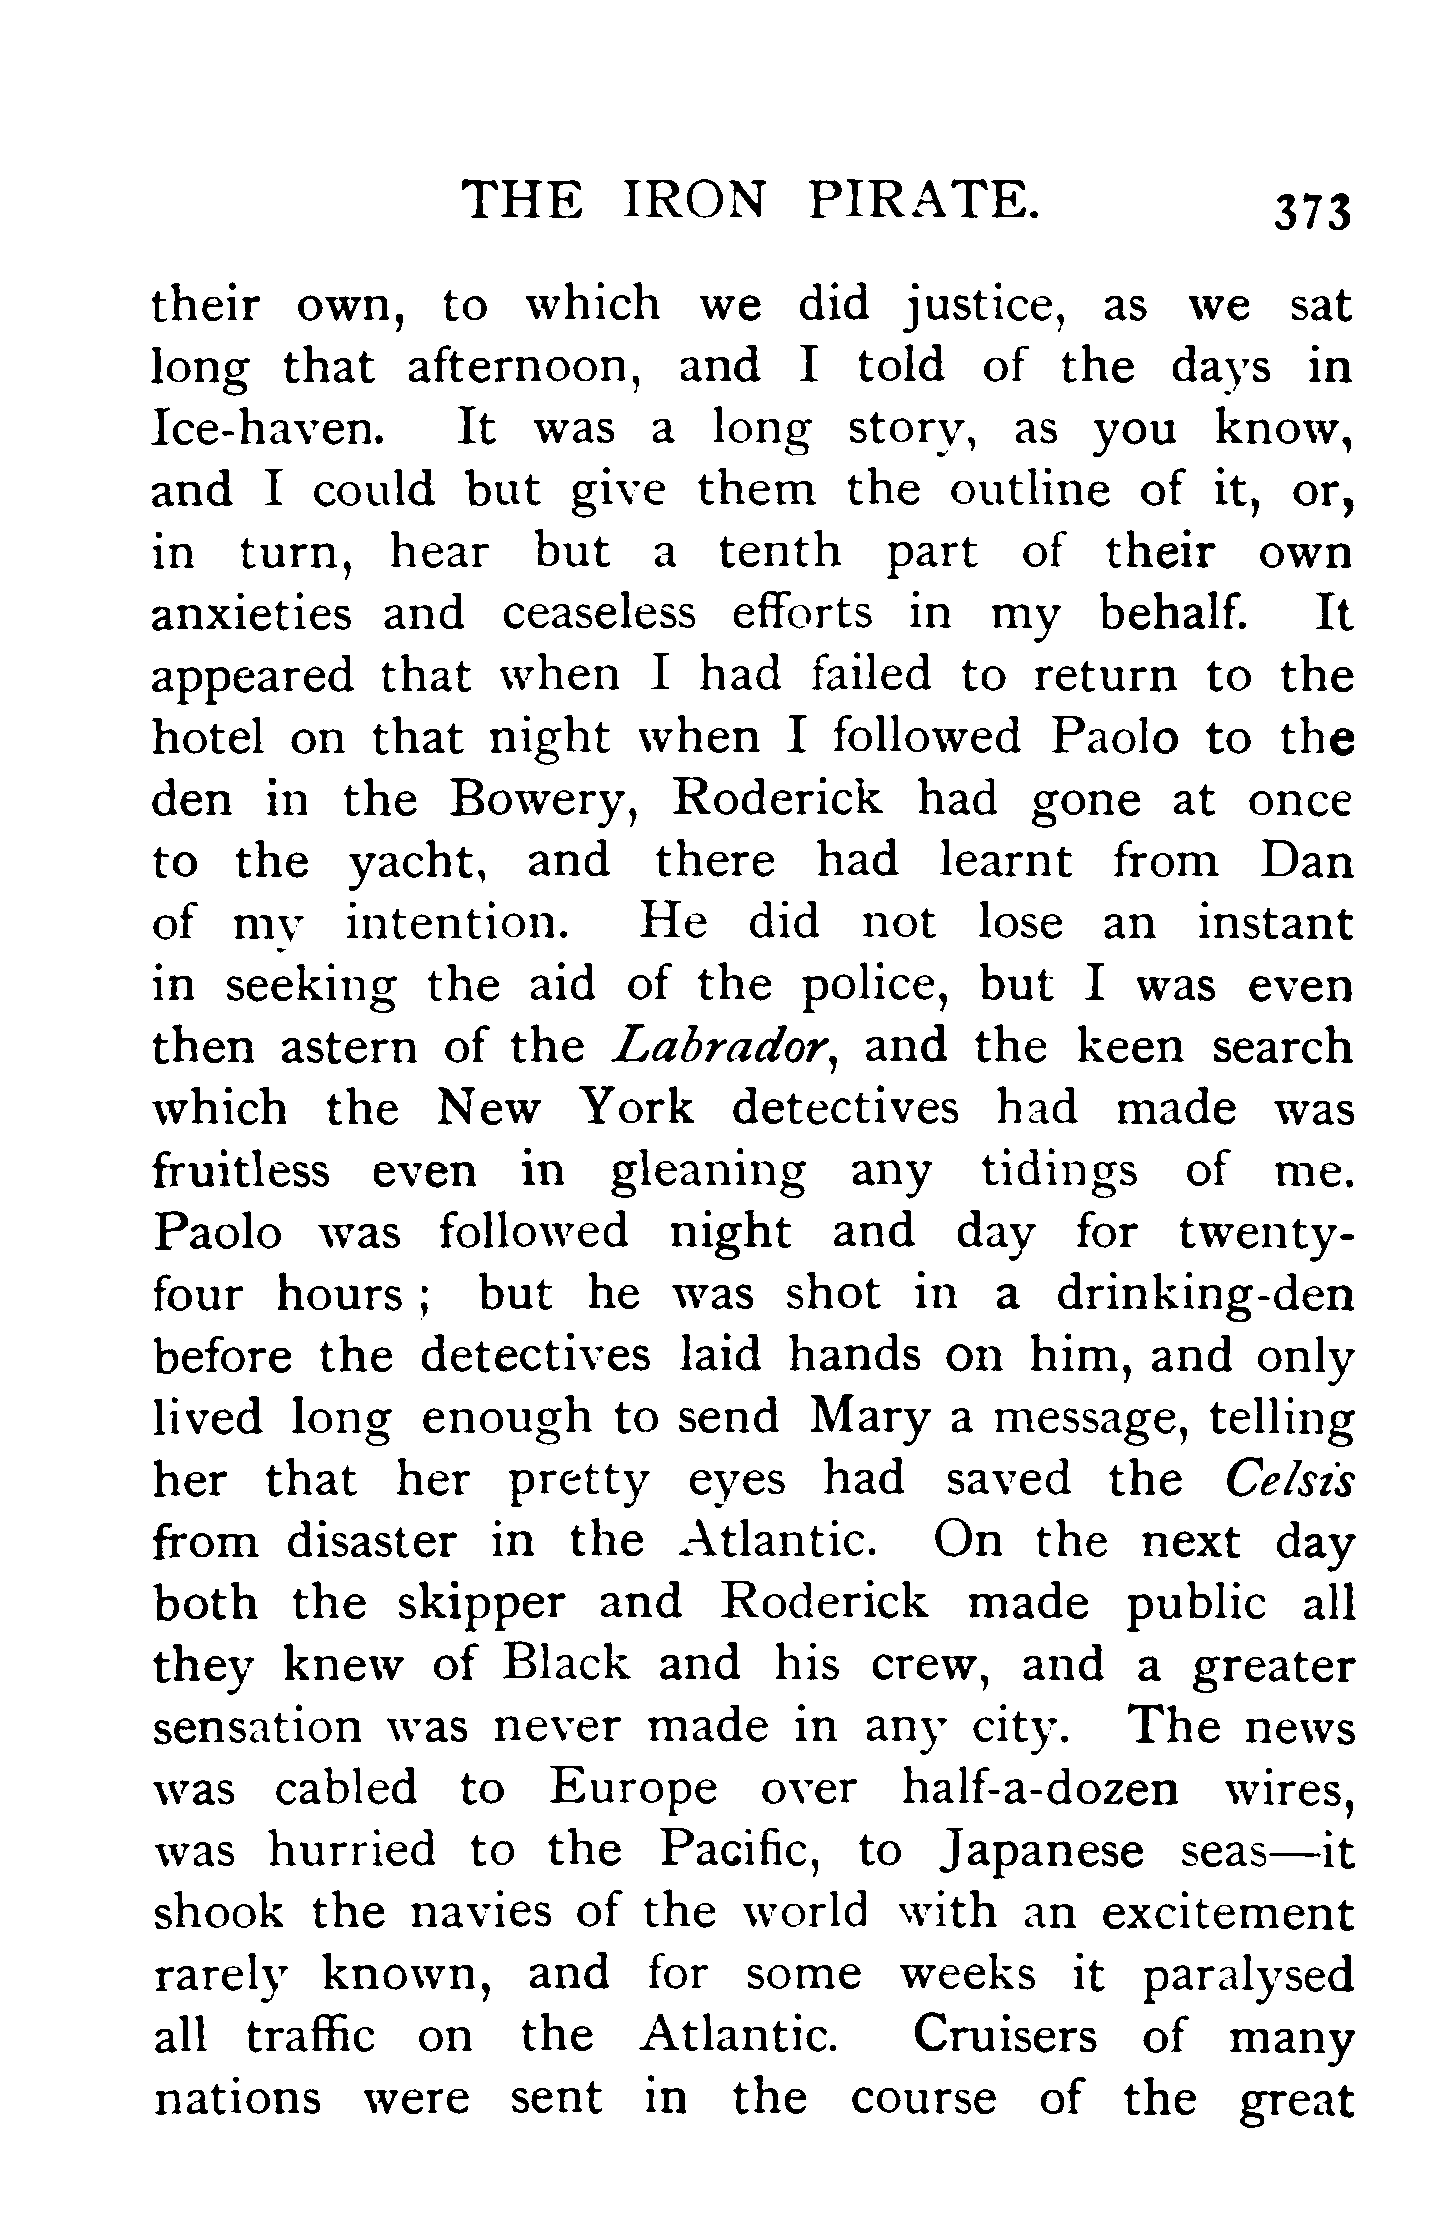 THE IRON PIRATE. 373
their own, to which we did justice, as we sat
long that afternoon, and I told of the days in
Ice-haven. It was a long story, as you know,
and I could but give them the outline of it, or,
in turn, hear but a tenth part of their own
anxieties and ceaseless efforts in my behalf. It
appeared that when I had failed to return to the
hotel on that night when I followed Paolo to the
den in the Bowery, Roderick had gone at once
to the yacht, and there had learnt from Dan
of my intention. He did not lose an instant
in seeking the aid of the police, but I was even
then astern of the Labrador, and the keen search
which the New York detectives had made was
fruitless even in gleaning any tidings of me.
Paolo was followed night and day for twenty-
four hours ; but he was shot in a drinking-den
before the detectives laid hands on him, and only
lived long enough to send Mary a message, telling
her that her pretty eyes had saved the Celsis
from disaster in the Atlantic. On the next day
both the skipper and Roderick made public all
they knew of Black and his crew, and a greater
sensation was never made in any city. The news
was cabled to Europe over half-a-dozen wires,
was hurried to the Pacific, to Japanese seas—it
shook the navies of the world with an excitement
rarely known, and for some weeks it paralysed
all traffic on the Atlantic. Cruisers of many
nations were sent in the course of the great